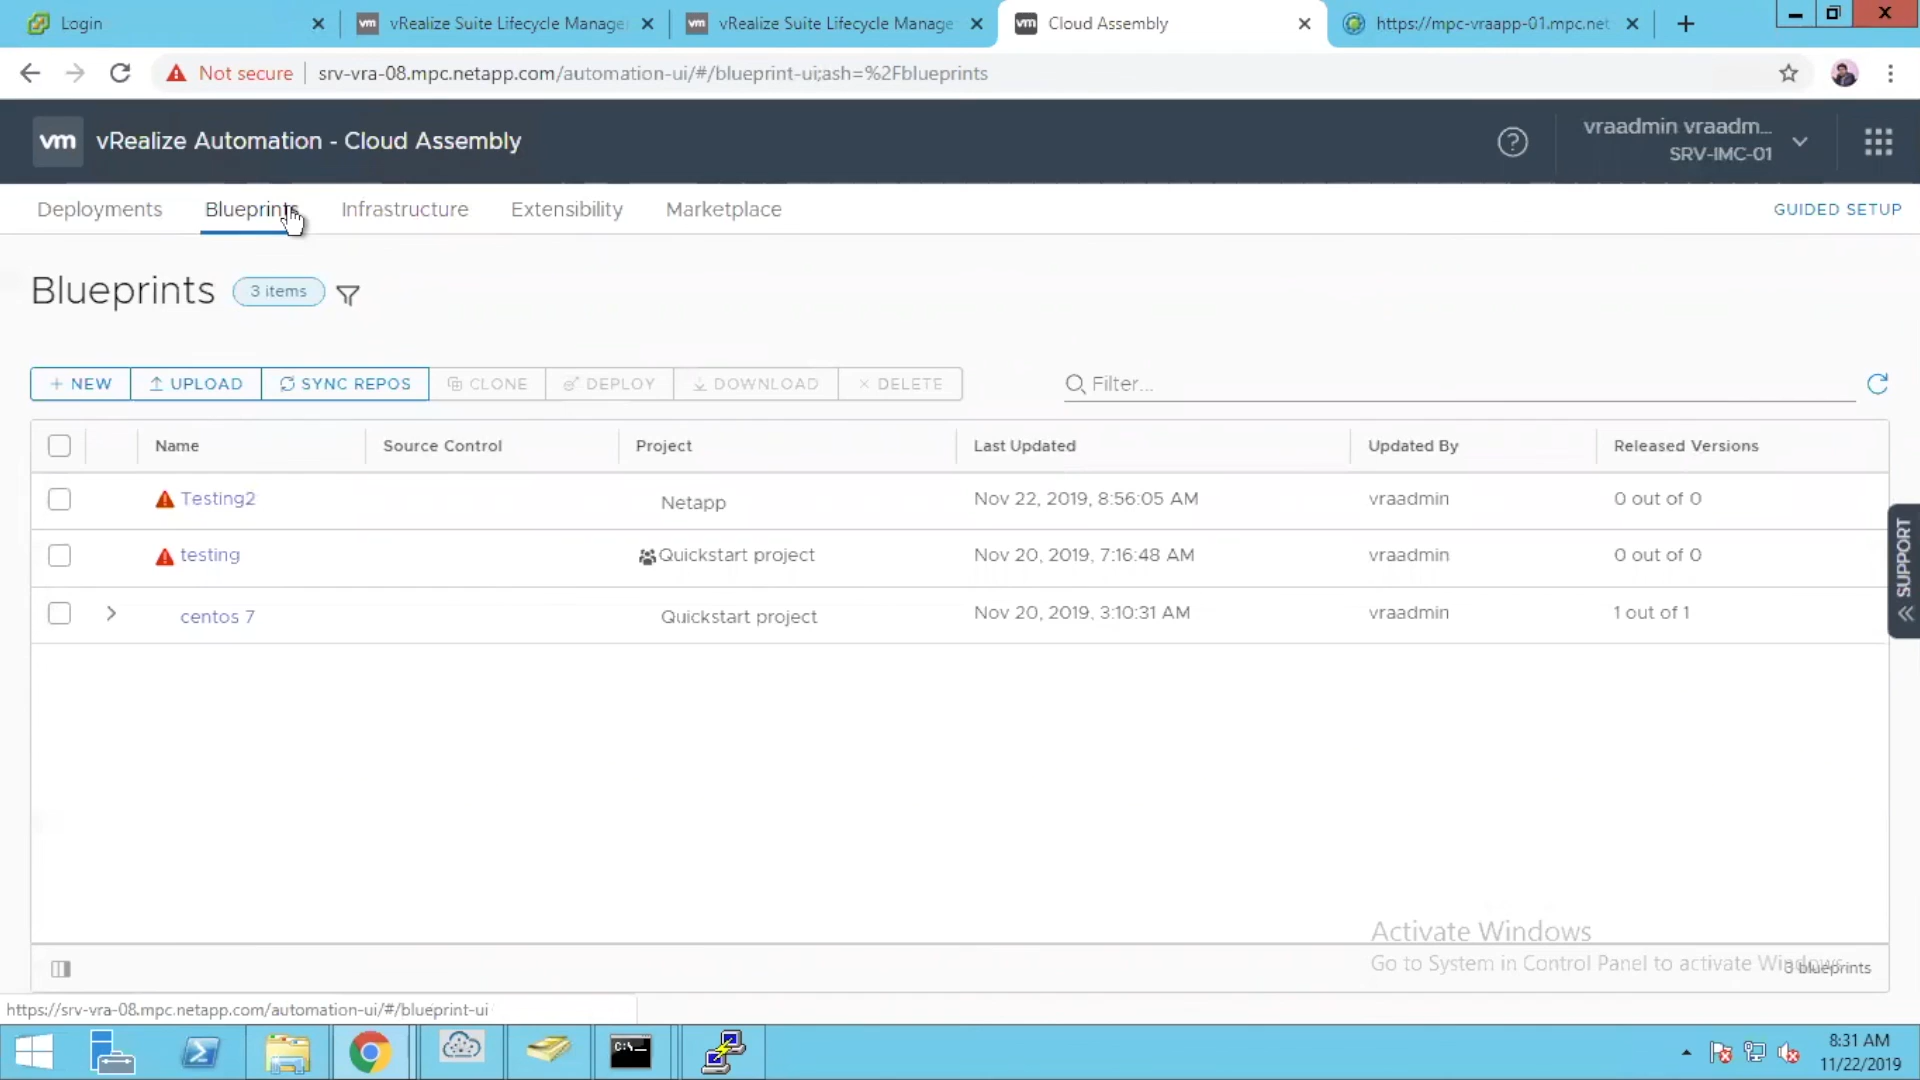 Login
vRealize Suite Lifecycle Manage
vRealize Suite Lifecycle Manage
Cloud Assembly
https://mpc-vraapp-01.mpc.net
Not secure
srv-vra-08.mpc.netapp.com/automation-ui/#/blueprint-ui;ash=%2Fblueprints
vm
vRealize Automation - Cloud Assembly
vraadmin vraadm...
SRV-IMC-01
Deployments
Blueprints
Infrastructure
Extensibility
Marketplace
GUIDED SETUP
Blueprints
3 items
+ NEW
UPLOAD
SYNC REPOS
CLONE
DEPLOY
DOWNLOAD
× DELETE
Filter...
Name Source Control Project Last Updated Updated By Released Versions
Testing2 Netapp Nov 22, 2019, 8:56:05 AM vraadmin 0 out of 0
testing Quickstart project Nov 20, 2019, 7:16:48 AM vraadmin 0 out of 0
centos 7 Quickstart project Nov 20, 2019, 3:10:31 AM vraadmin 1 out of 1
SUPPORT
Activate Windows
Go to System in Control Panel to activate Windows.
3 blueprints
https://srv-vra-08.mpc.netapp.com/automation-ui/#/blueprint-ui
8:31 AM
11/22/2019